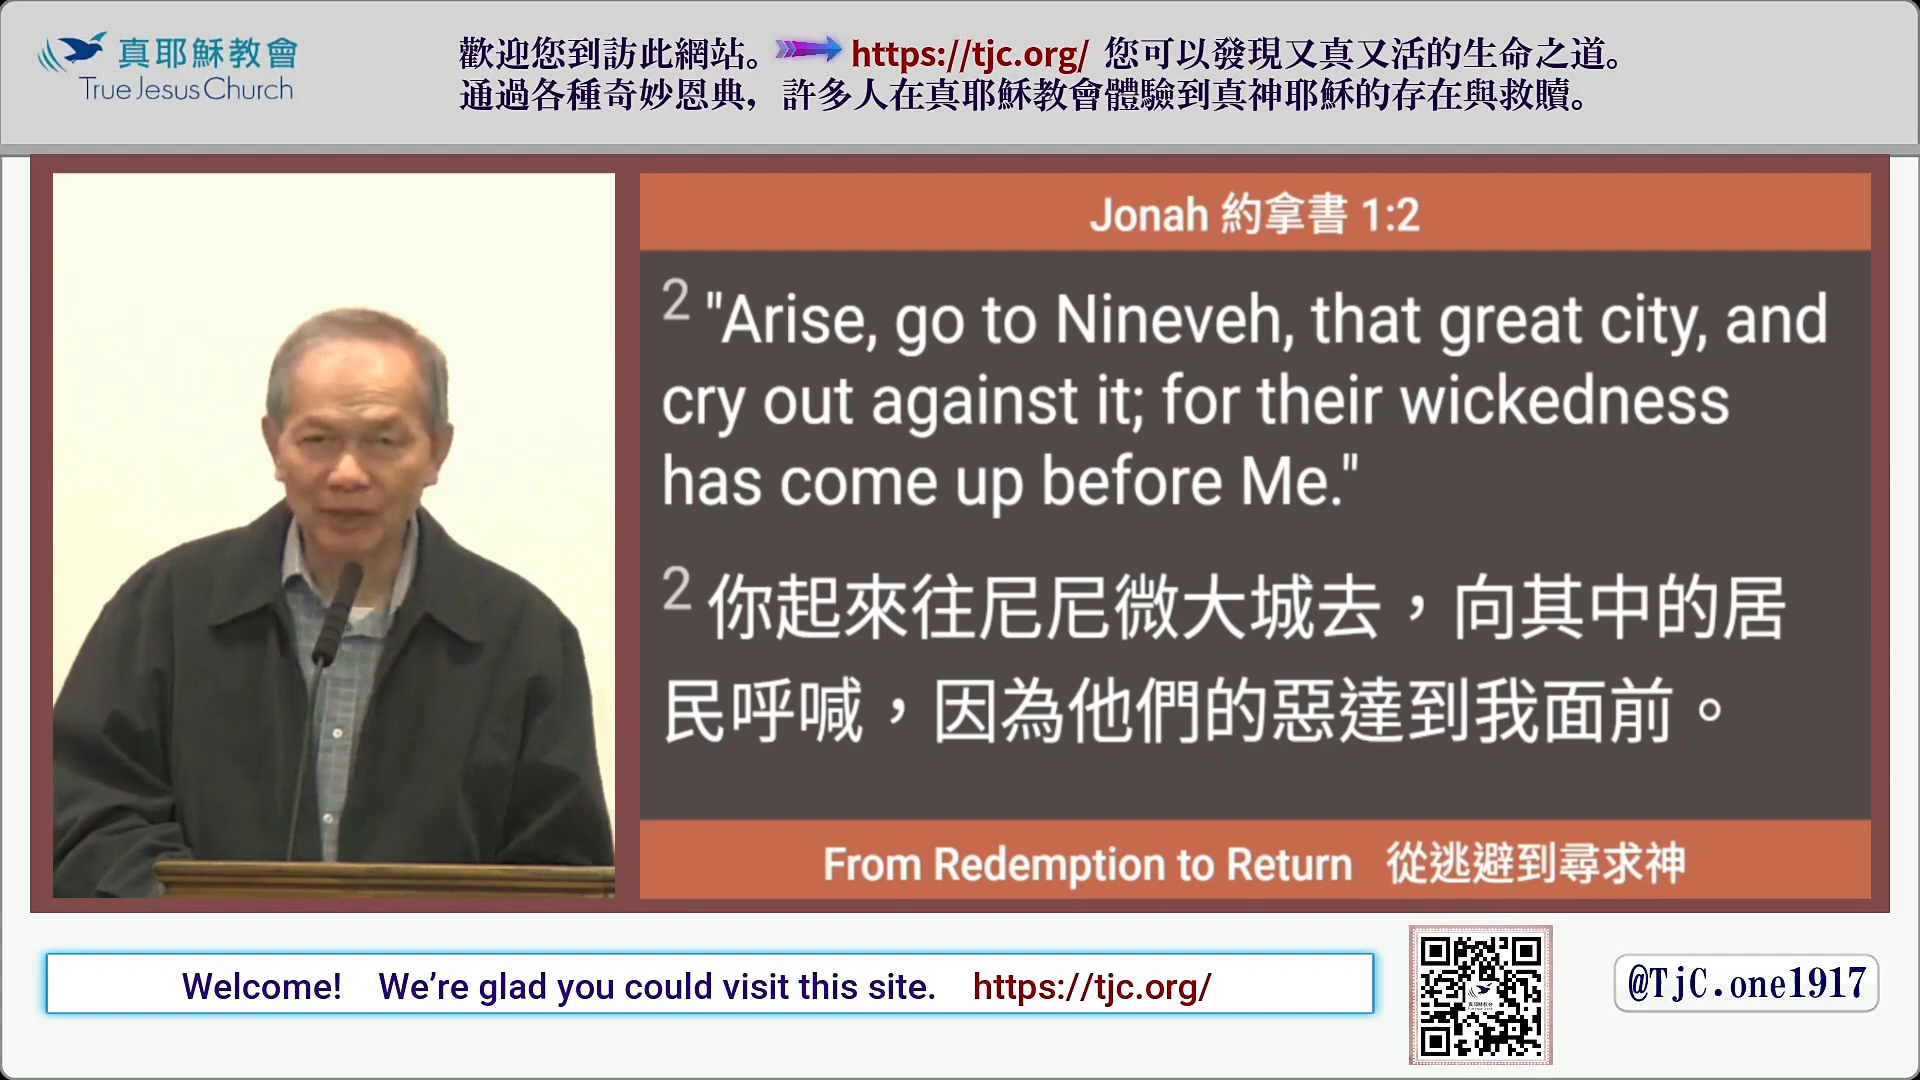 真耶穌教會
True Jesus Church
歡迎您到訪此網站。 https://tjc.org/ 您可以發現又真又活的生命之道。
通過各種奇妙恩典，許多人在真耶穌教會體驗到真神耶穌的存在與救贖。
Jonah 約拿書 1:2
2 "Arise, go to Nineveh, that great city, and
cry out against it; for their wickedness
has come up before Me."
2 你起來往尼尼微大城去，向其中的居
民呼喊，因為他們的惡達到我面前。
From Redemption to Return 從逃避到尋求神
Welcome! We’re glad you could visit this site. https://tjc.org/
@TjC.one1917